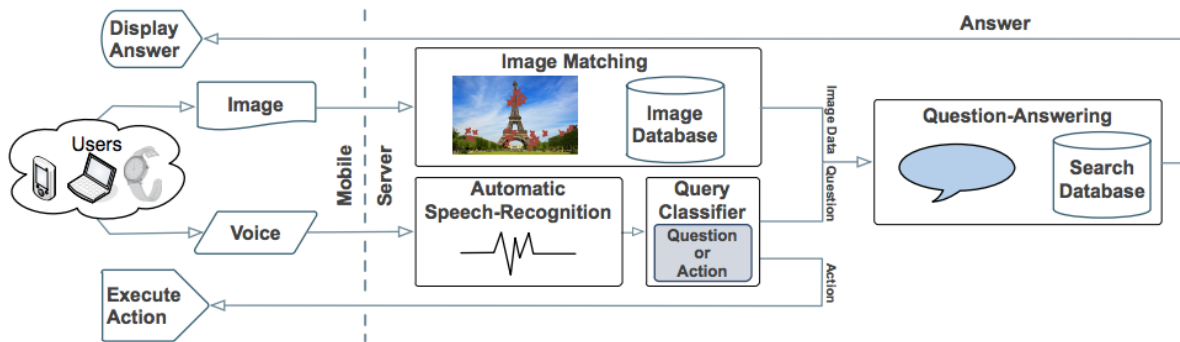 Display
Answer
Answer
Image Matching
Image
Image
Database
Image Data
Question-Answering
Search
Database
Users
Mobile
Server
Automatic
Speech-Recognition
Query
Classifier
Question
or
Action
Question
Voice
Action
Execute
Action